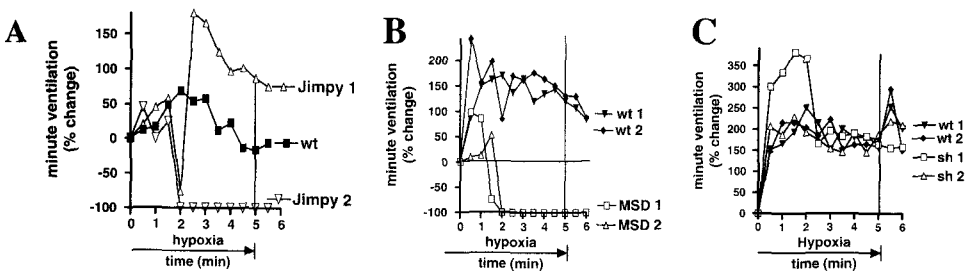 A
minute ventilation
(% change)
150
100
50
0
-50
-100
0 1 2 3 4 5 6
hypoxia
time (min)
Jimpy 1
wt
Jimpy 2
B
minute ventilation
(% change)
200
150
100
50
0
-50
-100
0 1 2 3 4 5 6
hypoxia
time (min)
wt 1
wt 2
MSD 1
MSD 2
C
minute ventilation
(% change)
350
300
250
200
150
100
50
0
0 1 2 3 4 5 6
Hypoxia
time (min)
wt 1
wt 2
sh 1
sh 2